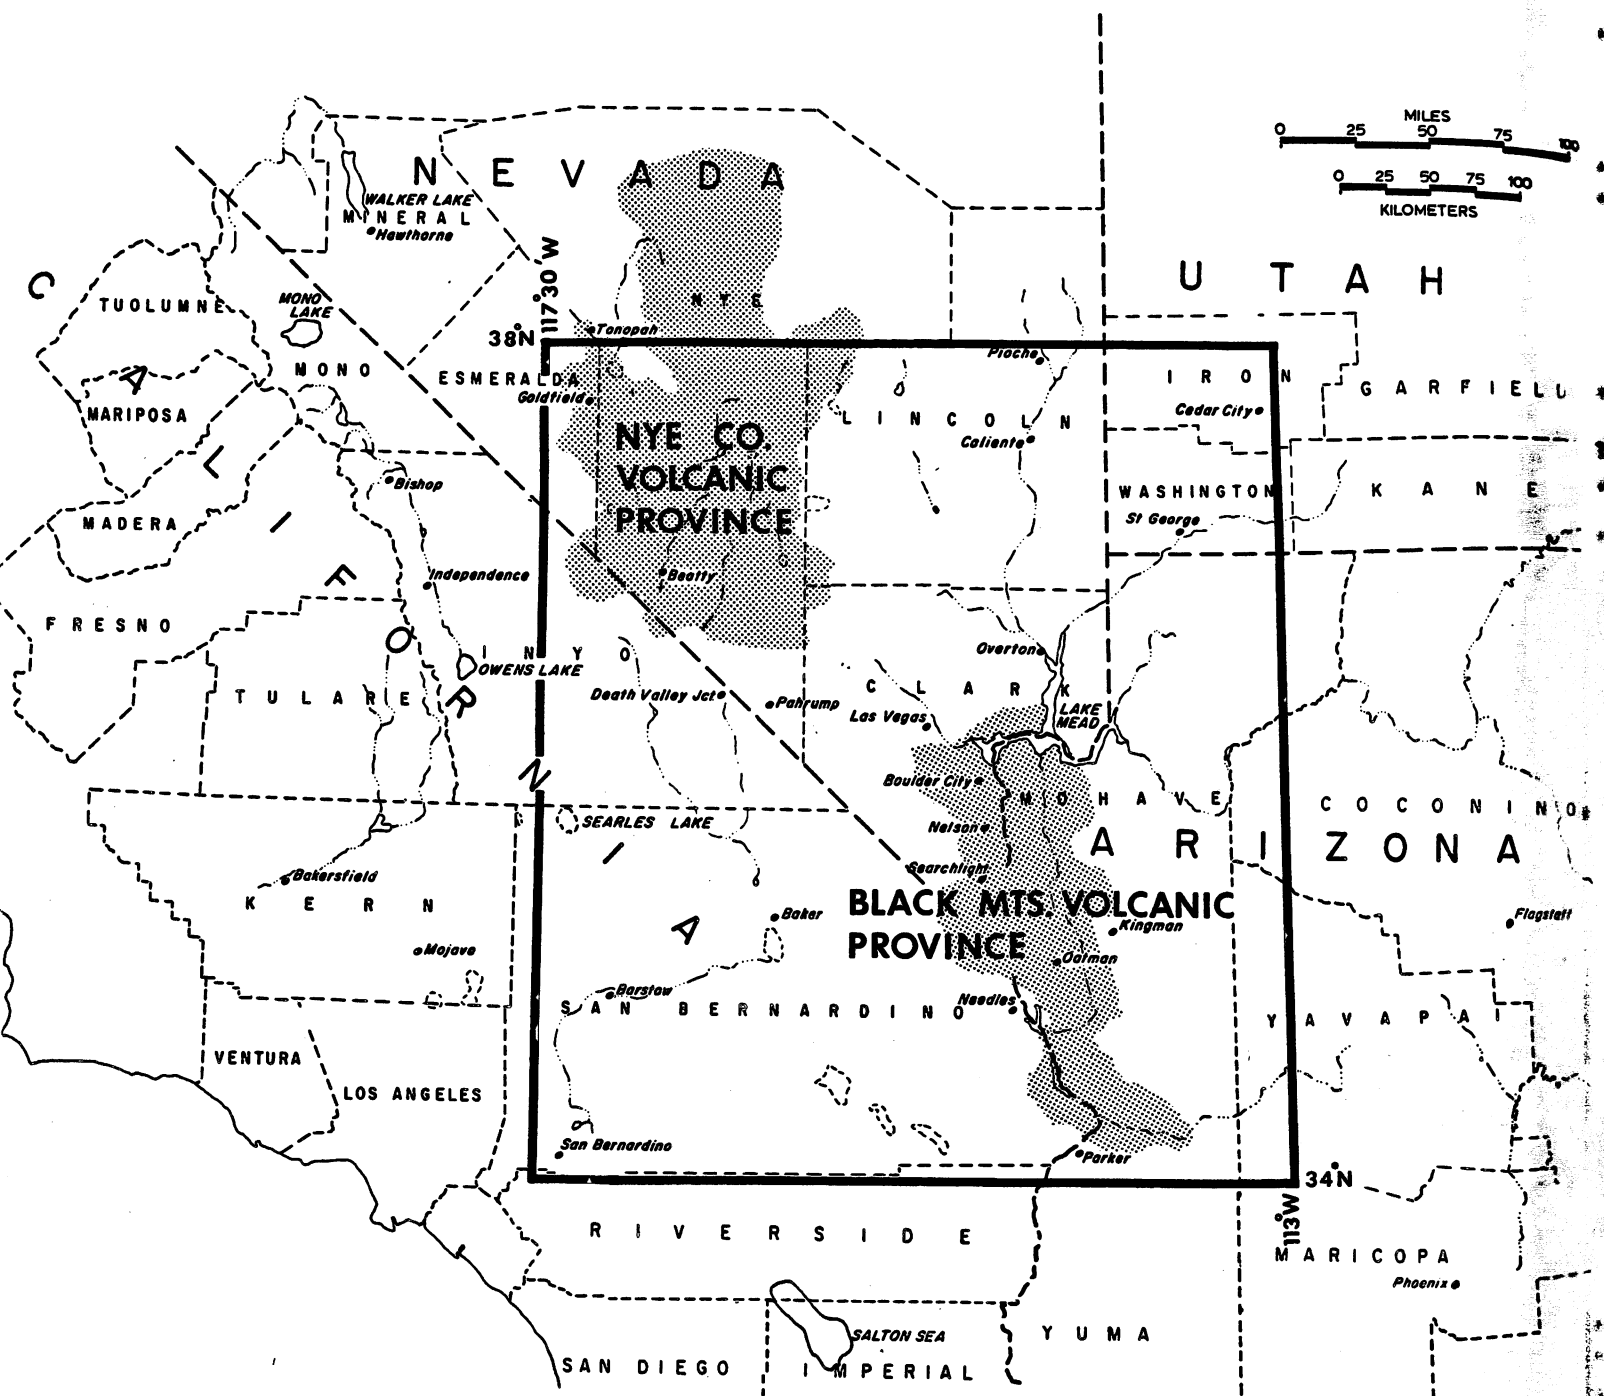 MILES
0 25 50 75 100
0 25 50 75 100
KILOMETERS
NEVADA
WALKER LAKE
MINERAL
Hawthorne
UTAH
CALIFORNIA
TUOLUMNE
MONO
LAKE
117°30'W
NYE
38°N
Tonopah
Pioche
MONO
ESMERALDA
IRON
GARFIELD
Goldfield
MARIPOSA
LINCOLN
Cedar City
NYE CO.
VOLCANIC
PROVINCE
Caliente
Bishop
WASHINGTON
KANE
St George
MADERA
Independence
Beatty
FRESNO
INYO
OWENS LAKE
Overton
TULARE
Death Valley Jct.
Pahrump
CLARK
LAKE
MEAD
Las Vegas
Boulder City
MOHAVE
COCONINO
SEARLES LAKE
Nelson
ARIZONA
Bakersfield
Searchlight
KERN
BLACK MTS. VOLCANIC
PROVINCE
Baker
Kingman
Flagstaff
Mojave
Oatman
Barstow
Needles
SAN BERNARDINO
YAVAPAI
VENTURA
LOS ANGELES
San Bernardino
Parker
34°N
113°W
RIVERSIDE
MARICOPA
Phoenix
SALTON SEA
YUMA
SAN DIEGO
IMPERIAL